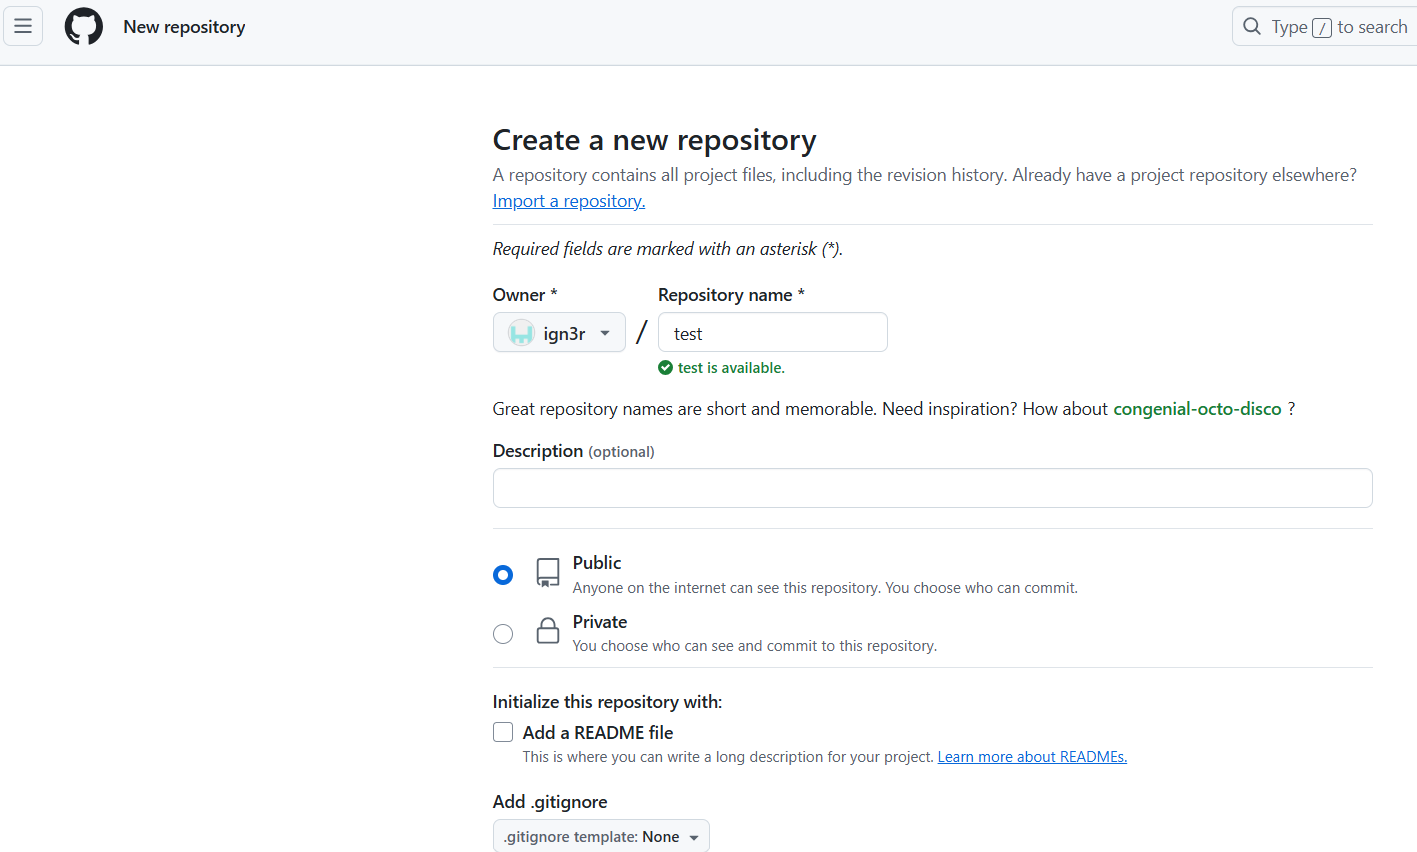 New repository
Type / to search
Create a new repository
A repository contains all project files, including the revision history. Already have a project repository elsewhere?
Import a repository.
Required fields are marked with an asterisk (*).
Owner * Repository name *
ign3r / test
test is available.
Great repository names are short and memorable. Need inspiration? How about congenial-octo-disco ?
Description (optional)
Public
Anyone on the internet can see this repository. You choose who can commit.
Private
You choose who can see and commit to this repository.
Initialize this repository with:
Add a README file
This is where you can write a long description for your project. Learn more about READMEs.
Add .gitignore
.gitignore template: None